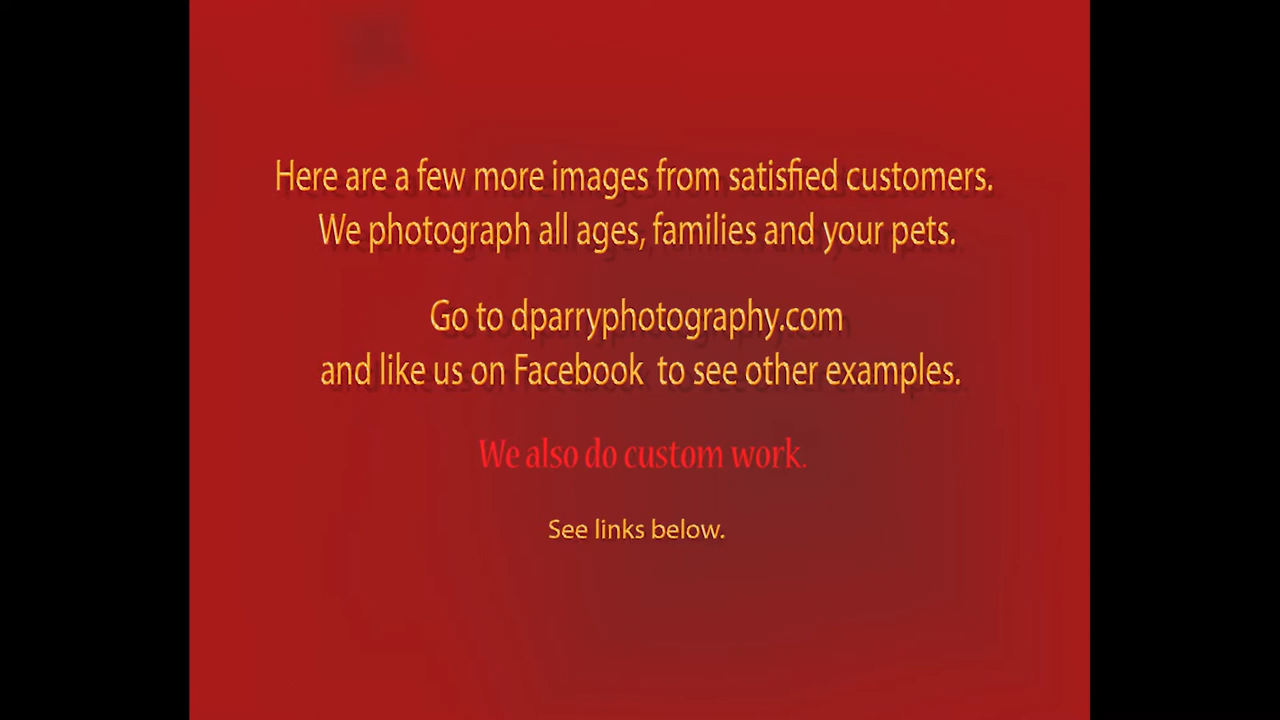 Here are a few more images from satisfied customers.
We photograph all ages, families and your pets.
Go to dparryphotography.com
and like us on Facebook to see other examples.
We also do custom work.
See links below.